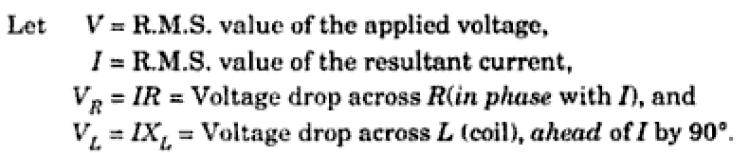 Let V = R.M.S. value of the applied voltage,
I = R.M.S. value of the resultant current,
V_R = IR = Voltage drop across R(in phase with I), and
V_L = IX_L = Voltage drop across L (coil), ahead of I by 90°.